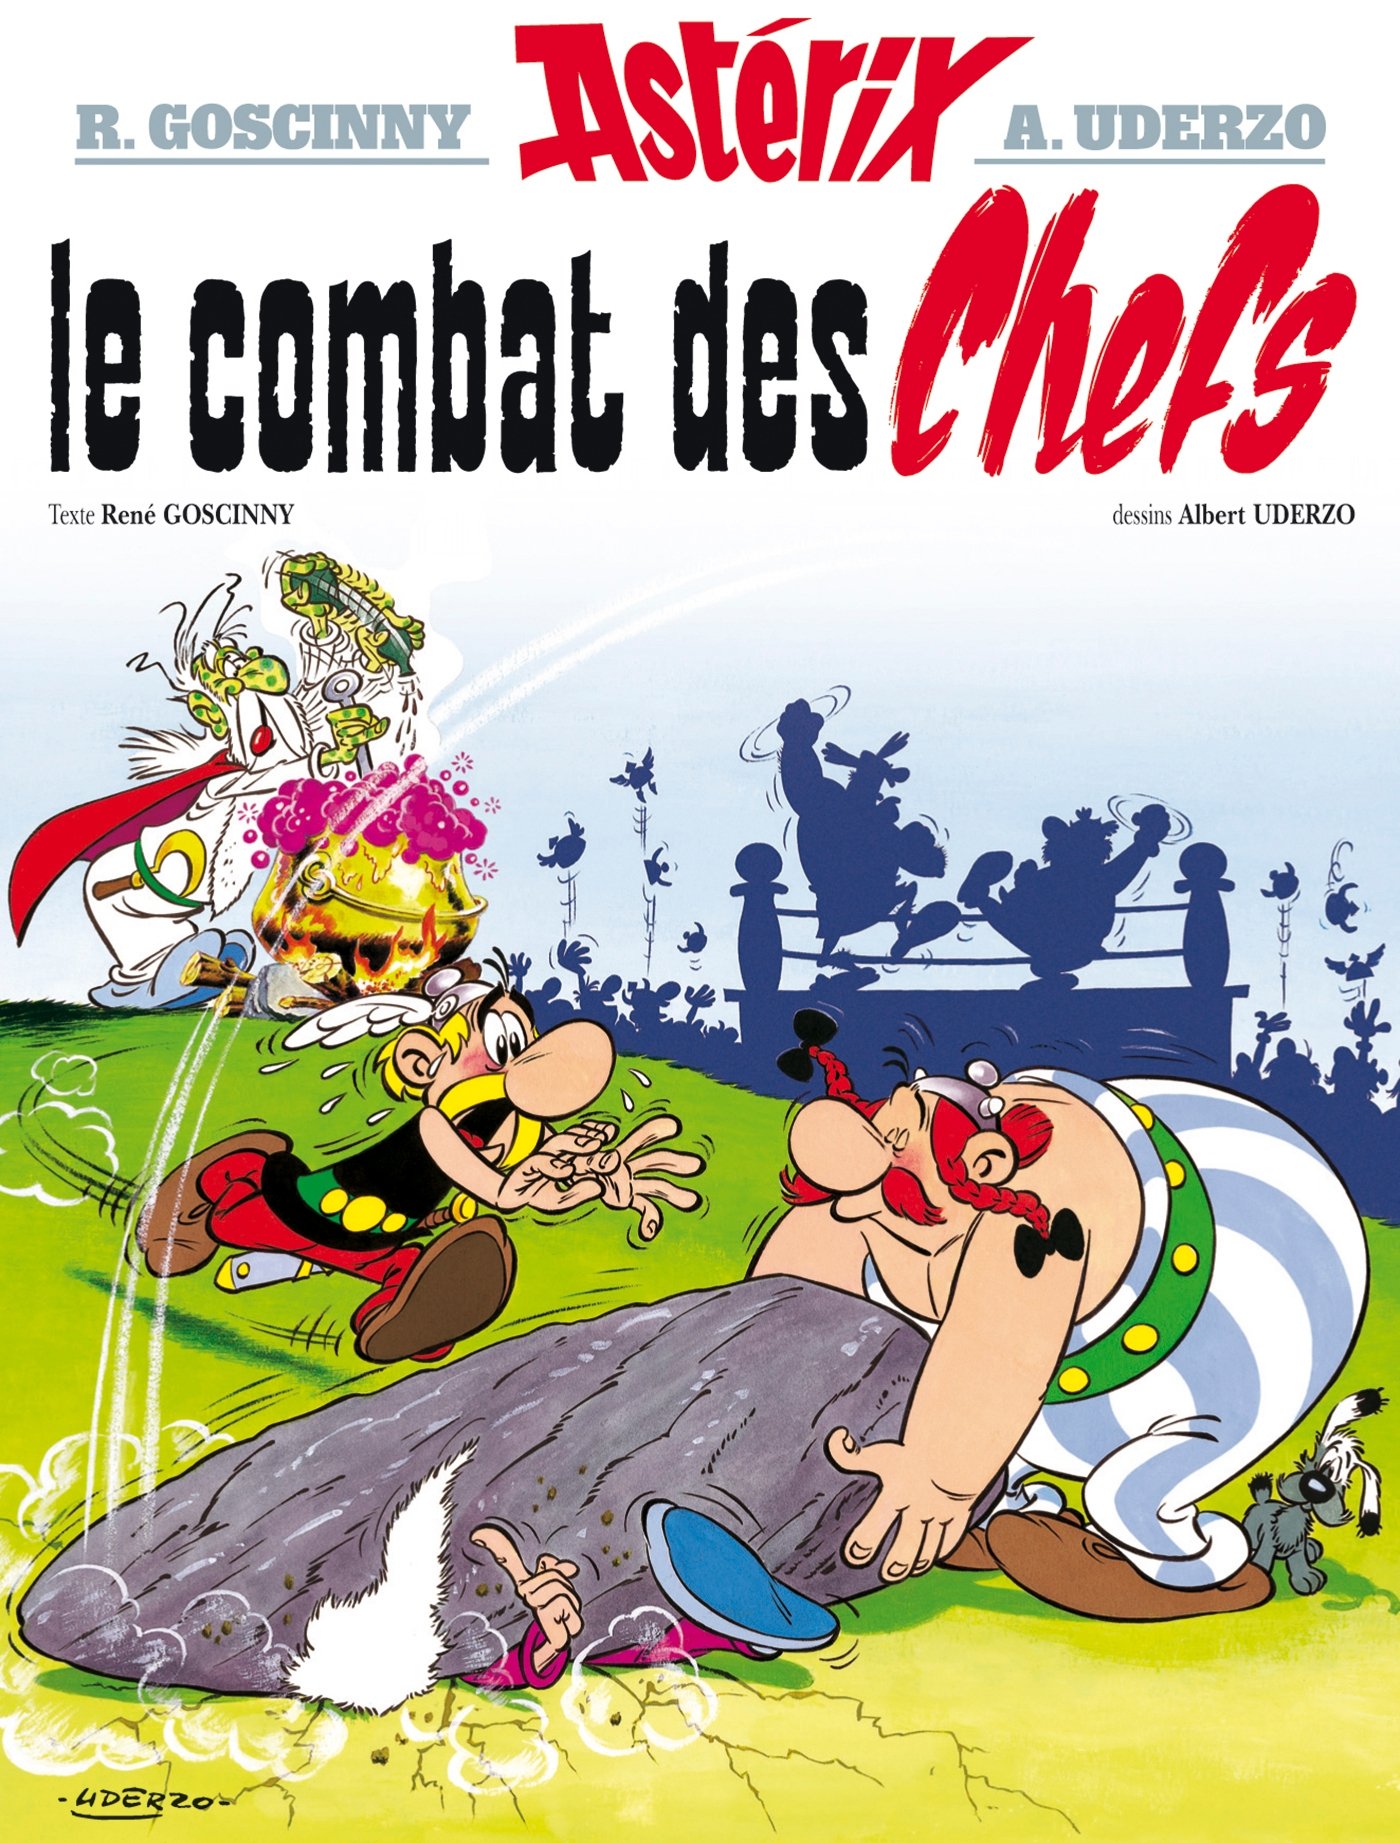 R. GOSCINNY Astérix A. UDERZO
le combat des Chefs
Texte René GOSCINNY dessins Albert UDERZO
-UDERZO-